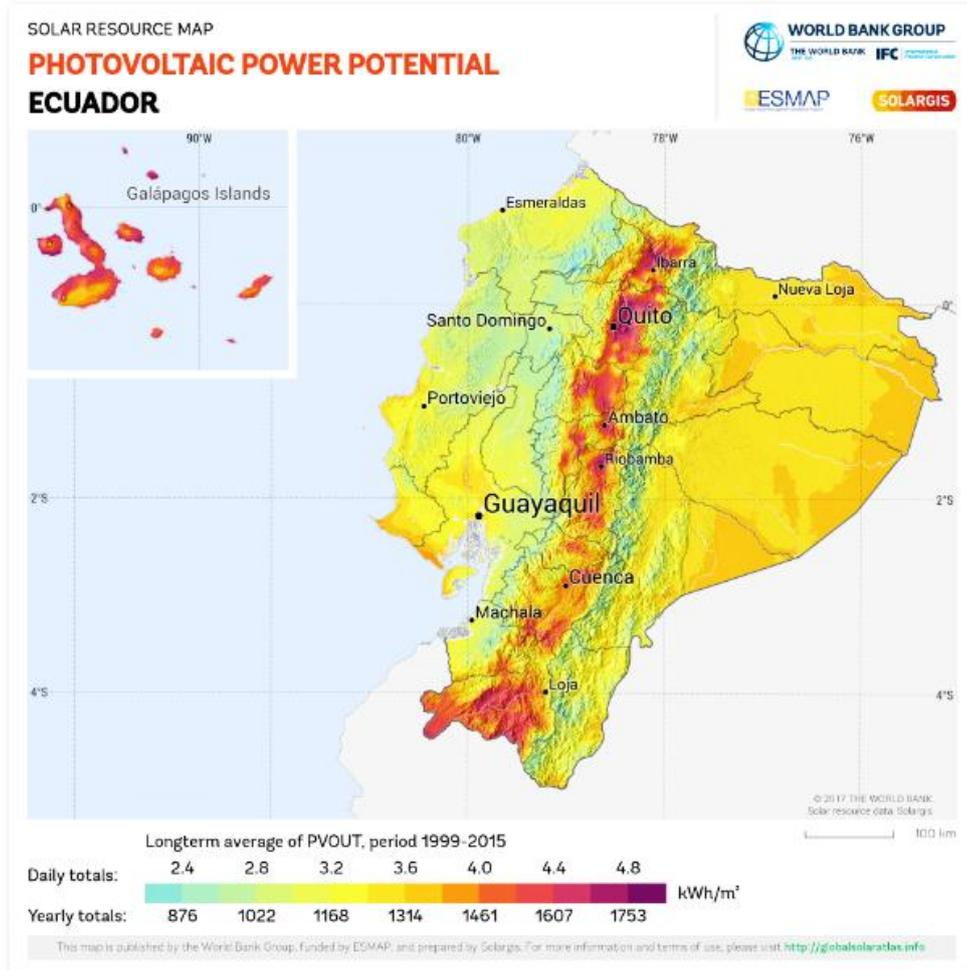 SOLAR RESOURCE MAP
PHOTOVOLTAIC POWER POTENTIAL
ECUADOR
WORLD BANK GROUP
THE WORLD BANK IFC
ESMAP SOLARGIS
90°W 80°W 78°W 76°W
Galápagos Islands
0°
Esmeraldas
Ibarra
Nueva Loja
0°
Quito
Santo Domingo
Portoviejo
Ambato
Riobamba
2°S 2°S
Guayaquil
Cuenca
Machala
Loja
4°S 4°S
© 2017 THE WORLD BANK
Solar resource data: Solargis
100 km
Longterm average of PVOUT, period 1999-2015
Daily totals: 2.4 2.8 3.2 3.6 4.0 4.4 4.8
kWh/m²
Yearly totals: 876 1022 1168 1314 1461 1607 1753
This map is published by the World Bank Group, funded by ESMAP, and prepared by Solargis. For more information and terms of use, please visit http://globalsolaratlas.info